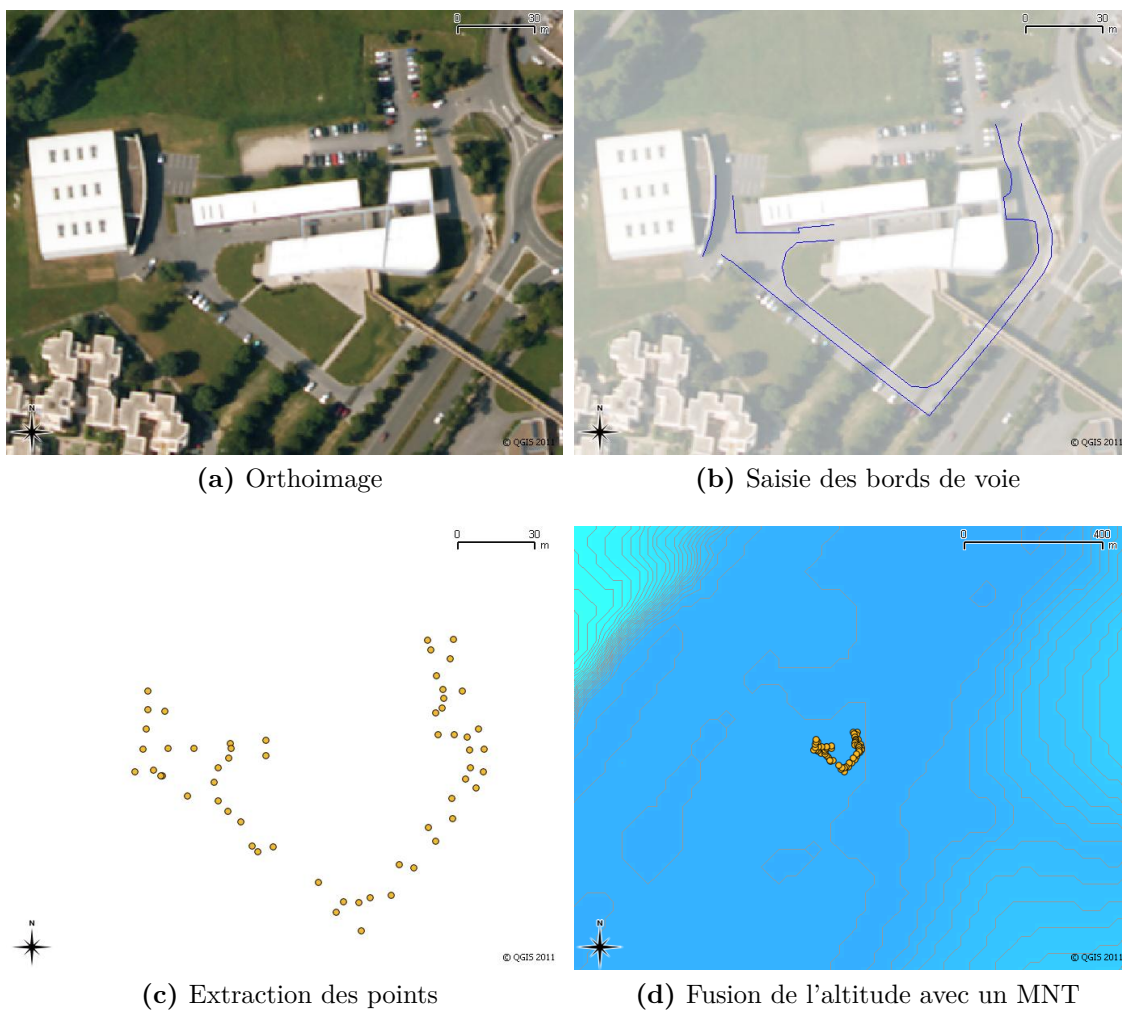 0 30
m
N
© QGIS 2011
(a) Orthoimage
0 30
m
N
© QGIS 2011
(b) Saisie des bords de voie
0 30
m
N
© QGIS 2011
(c) Extraction des points
0 400
m
N
© QGIS 2011
(d) Fusion de l'altitude avec un MNT